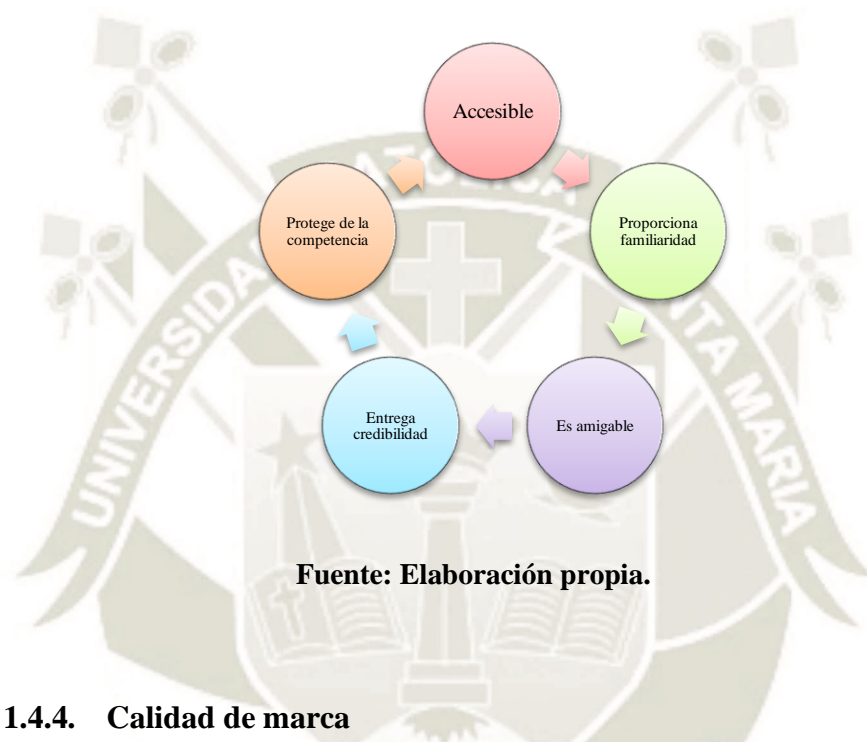 Accesible
Proporciona
familiaridad
Es amigable
Entrega
credibilidad
Protege de la
competencia
Fuente: Elaboración propia.
1.4.4. Calidad de marca
UNIVERSIDAD